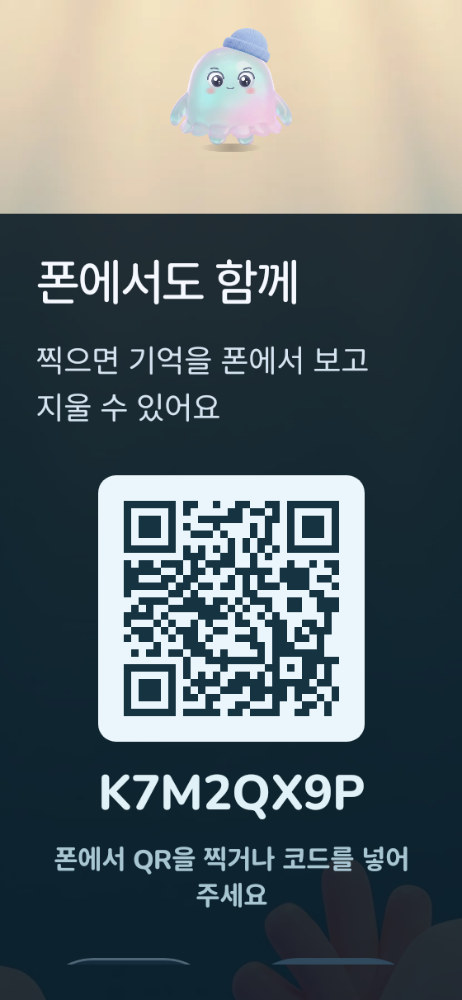 폰에서도 함께
찍으면 기억을 폰에서 보고
지울 수 있어요
K7M2QX9P
폰에서 QR을 찍거나 코드를 넣어
주세요